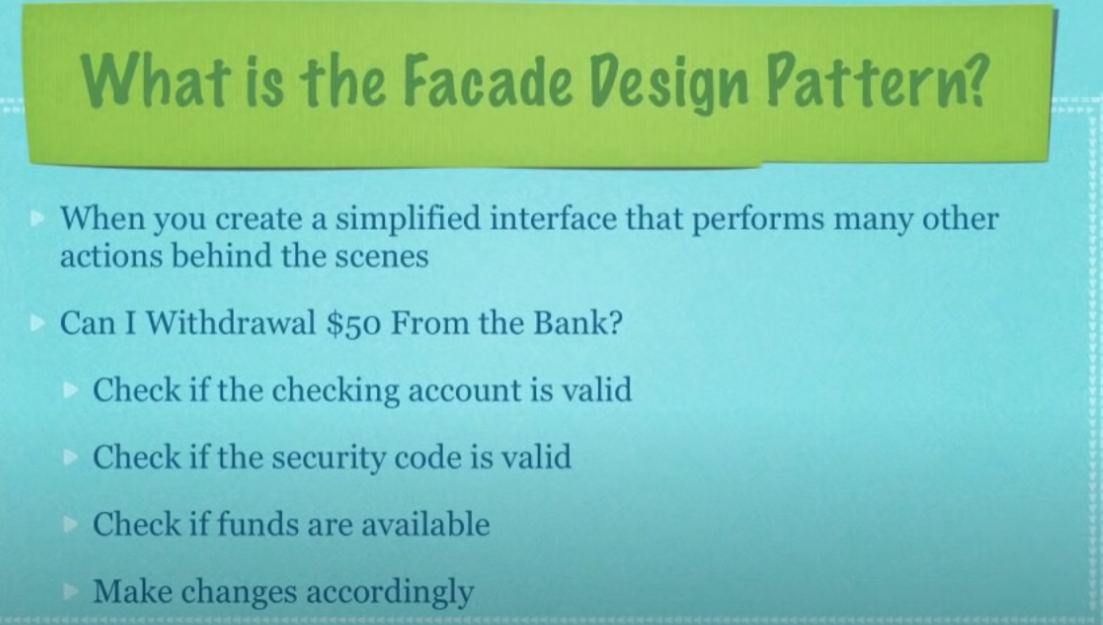 What is the Facade Design Pattern?
When you create a simplified interface that performs many other
actions behind the scenes
Can I Withdrawal $50 From the Bank?
Check if the checking account is valid
Check if the security code is valid
Check if funds are available
Make changes accordingly